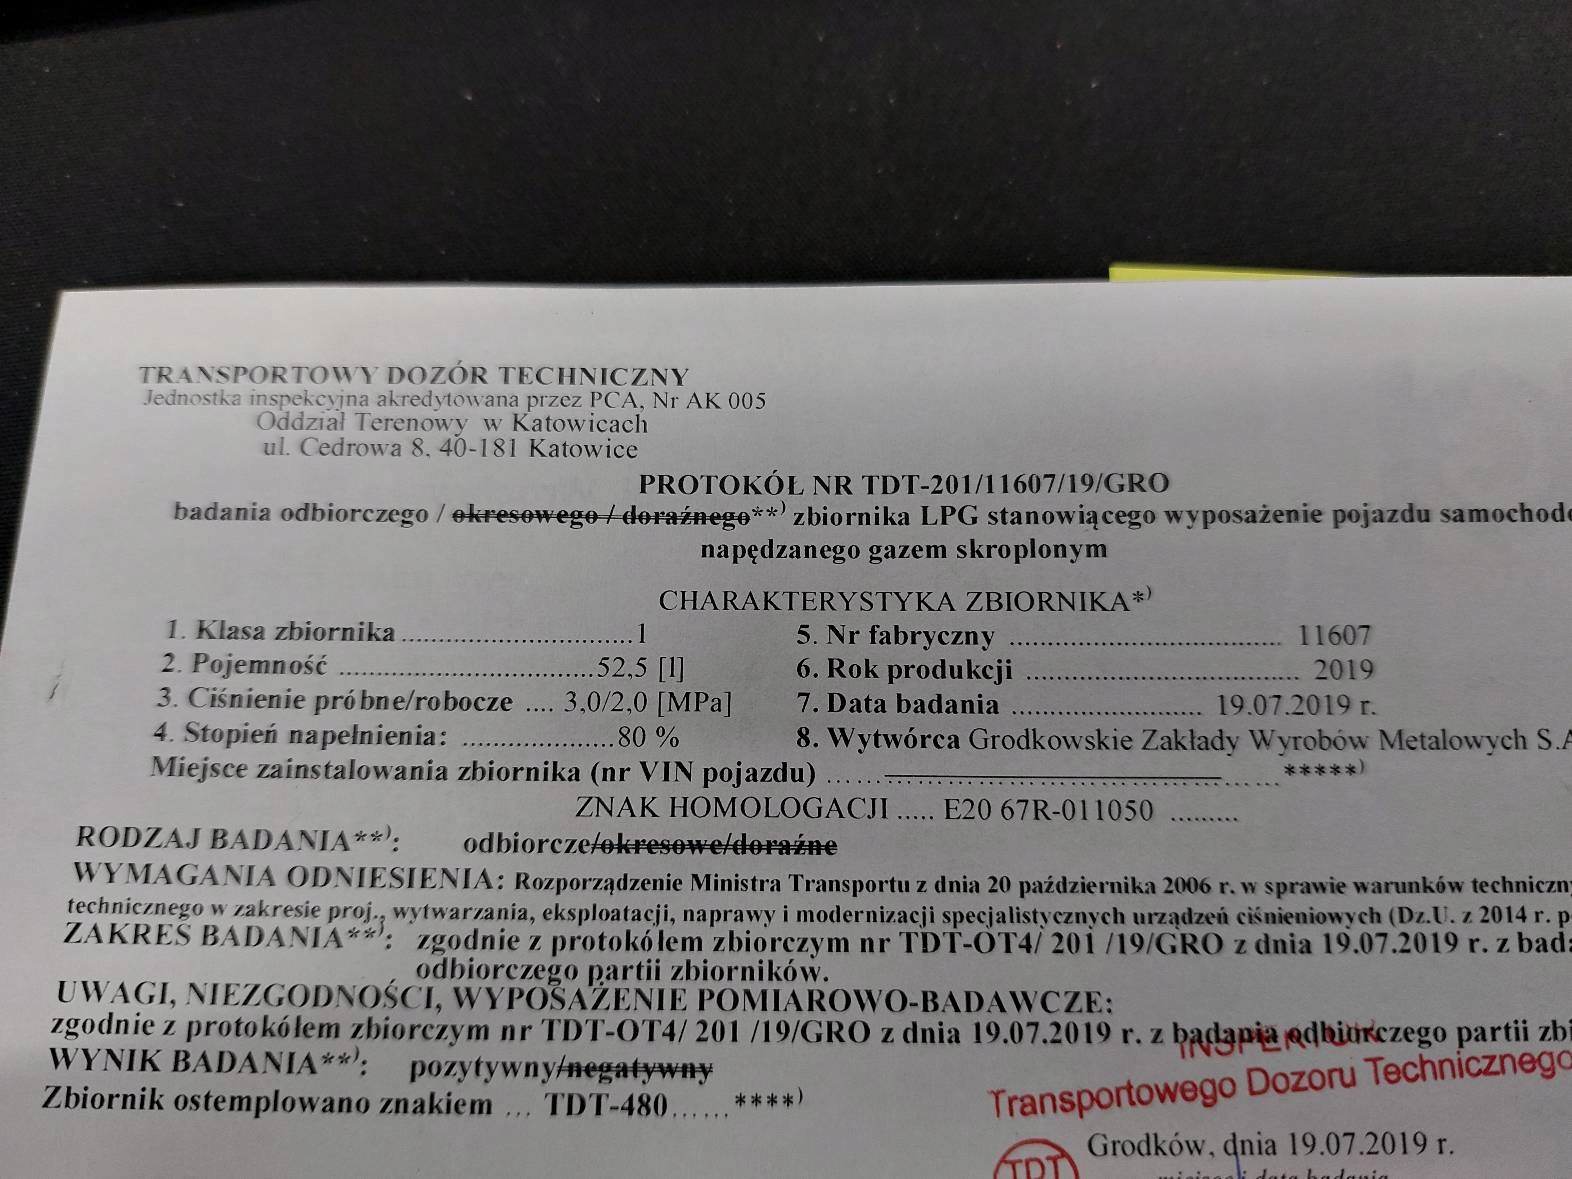 TRANSPORTOWY DOZÓR TECHNICZNY
Jednostka inspekcyjna akredytowana przez PCA, Nr AK 005
Oddział Terenowy w Katowicach
ul. Cedrowa 8, 40-181 Katowice
PROTOKÓŁ NR TDT-201/11607/19/GRO
badania odbiorczego / okresowego / doraźnego**) zbiornika LPG stanowiącego wyposażenie pojazdu samochodo
napędzanego gazem skroplonym
CHARAKTERYSTYKA ZBIORNIKA*)
1. Klasa zbiornika..............................1 5. Nr fabryczny ................................... 11607
2. Pojemność .................................52,5 [l] 6. Rok produkcji ................................... 2019
3. Ciśnienie próbne/robocze .... 3,0/2,0 [MPa] 7. Data badania ........................ 19.07.2019 r.
4. Stopień napełnienia: ....................80 % 8. Wytwórca Grodkowskie Zakłady Wyrobów Metalowych S.A
Miejsce zainstalowania zbiornika (nr VIN pojazdu) .................................................... *****)
ZNAK HOMOLOGACJI ..... E20 67R-011050 .........
RODZAJ BADANIA**): odbiorcze/okresowe/doraźne
WYMAGANIA ODNIESIENIA: Rozporządzenie Ministra Transportu z dnia 20 października 2006 r. w sprawie warunków techniczny
technicznego w zakresie proj., wytwarzania, eksploatacji, naprawy i modernizacji specjalistycznych urządzeń ciśnieniowych (Dz.U. z 2014 r. p
ZAKRES BADANIA**): zgodnie z protokółem zbiorczym nr TDT-OT4/ 201 /19/GRO z dnia 19.07.2019 r. z bada
odbiorczego partii zbiorników.
UWAGI, NIEZGODNOŚCI, WYPOSAŻENIE POMIAROWO-BADAWCZE:
zgodnie z protokółem zbiorczym nr TDT-OT4/ 201 /19/GRO z dnia 19.07.2019 r. z badania odbiorczego partii zbi
WYNIK BADANIA**): pozytywny/negatywny
INSPEKTOR
Transportowego Dozoru Technicznego
Zbiornik ostemplowano znakiem ... TDT-480...... ****)
Grodków, dnia 19.07.2019 r.
TDT